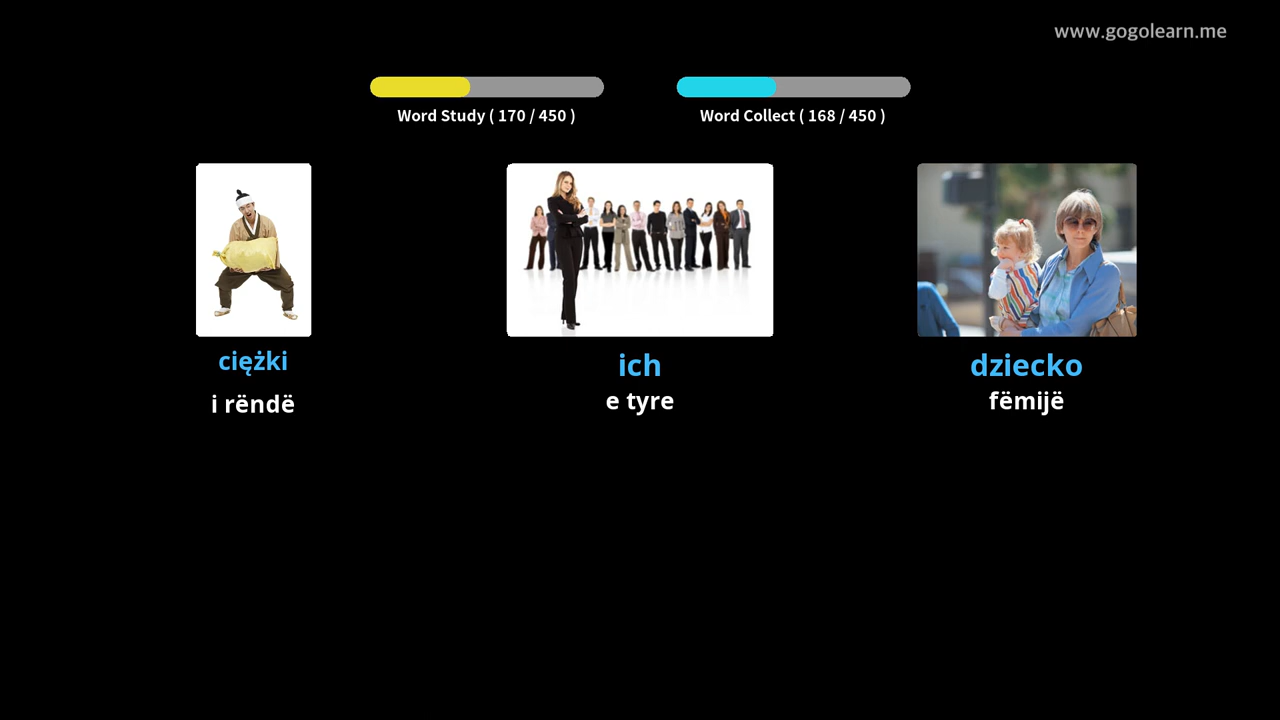 www.gogolearn.me
Word Study ( 170 / 450 )
Word Collect ( 168 / 450 )
ciężki
i rëndë
ich
e tyre
dziecko
fëmijë